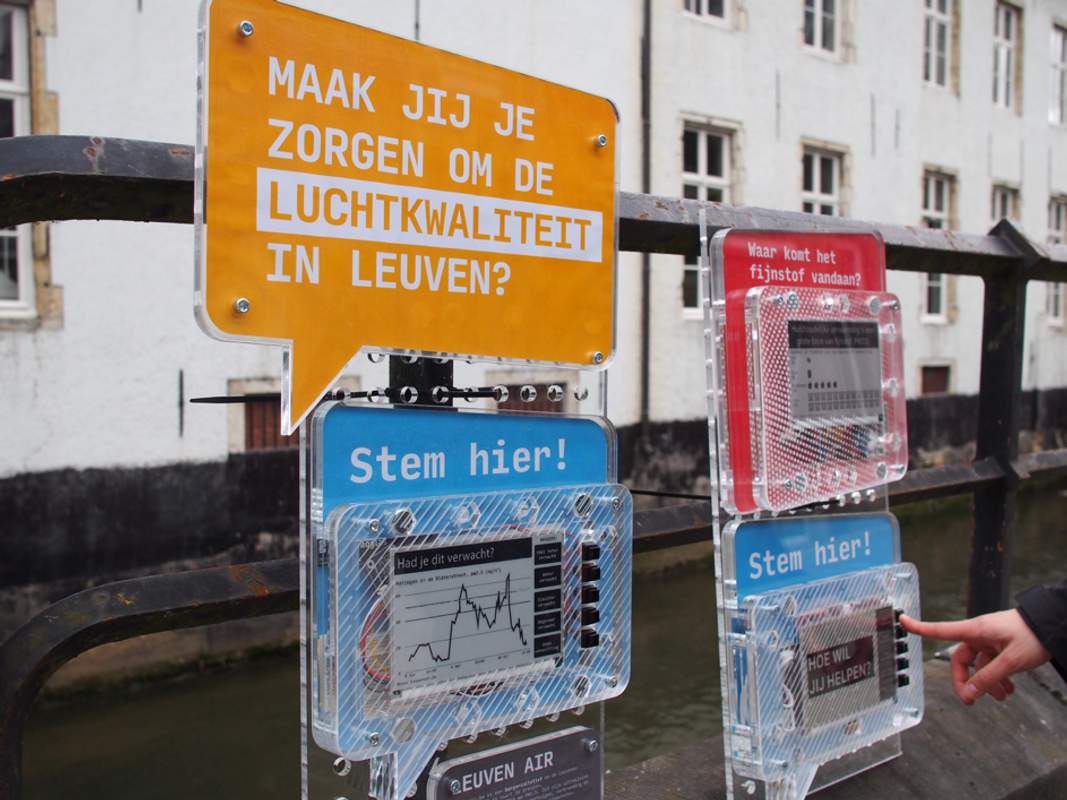 MAAK JIJ JE
ZORGEN OM DE
LUCHTKWALITEIT
IN LEUVEN?
Stem hier!
Had je dit verwacht?
Waar komt het
fijnstof vandaan?
Stem hier!
HOE WIL
JIJ HELPEN?
LEUVEN AIR